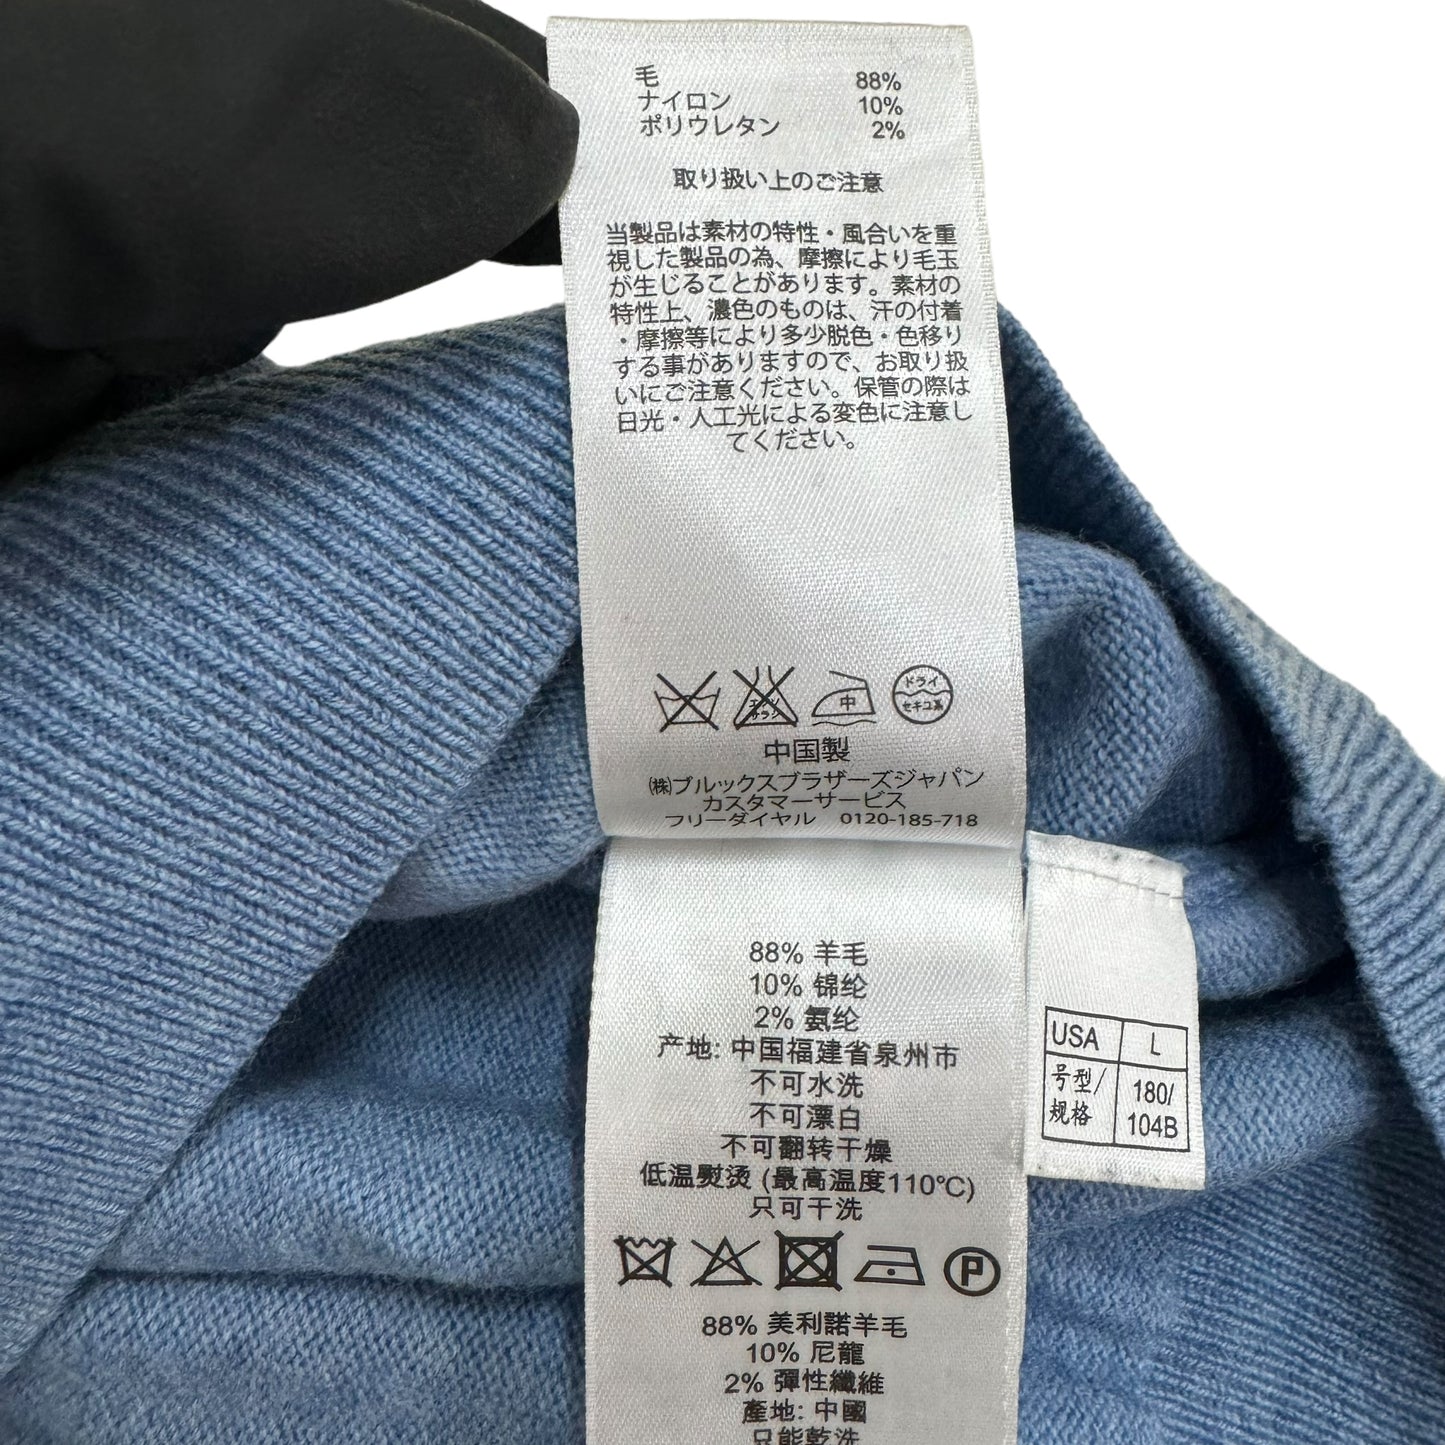 毛 88%
ナイロン 10%
ポリウレタン 2%
取り扱い上のご注意
当製品は素材の特性・風合いを重
視した製品の為、摩擦により毛玉
が生じることがあります。素材の
特性上、濃色のものは、汗の付着
・摩擦等により多少脱色・色移り
する事がありますので、お取り扱
いにご注意ください。保管の際は
日光・人工光による変色に注意し
てください。
エンソ
サラシ
中
ドライ
セキユ系
中国製
㈱ブルックスブラザーズジャパン
カスタマーサービス
フリーダイヤル 0120-185-718
88% 羊毛
10% 锦纶
2% 氨纶
产地: 中国福建省泉州市
不可水洗
不可漂白
不可翻转干燥
低温熨烫 (最高温度110°C)
只可干洗
P
88% 美利諾羊毛
10% 尼龍
2% 彈性纖維
產地: 中國
只能乾洗
USA L
号型/
规格
180/
104B